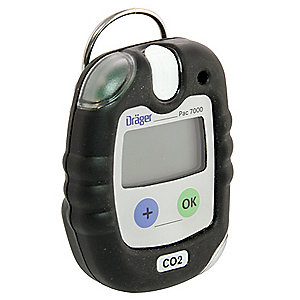 Dräger
Pac 7000
+
OK
CO2